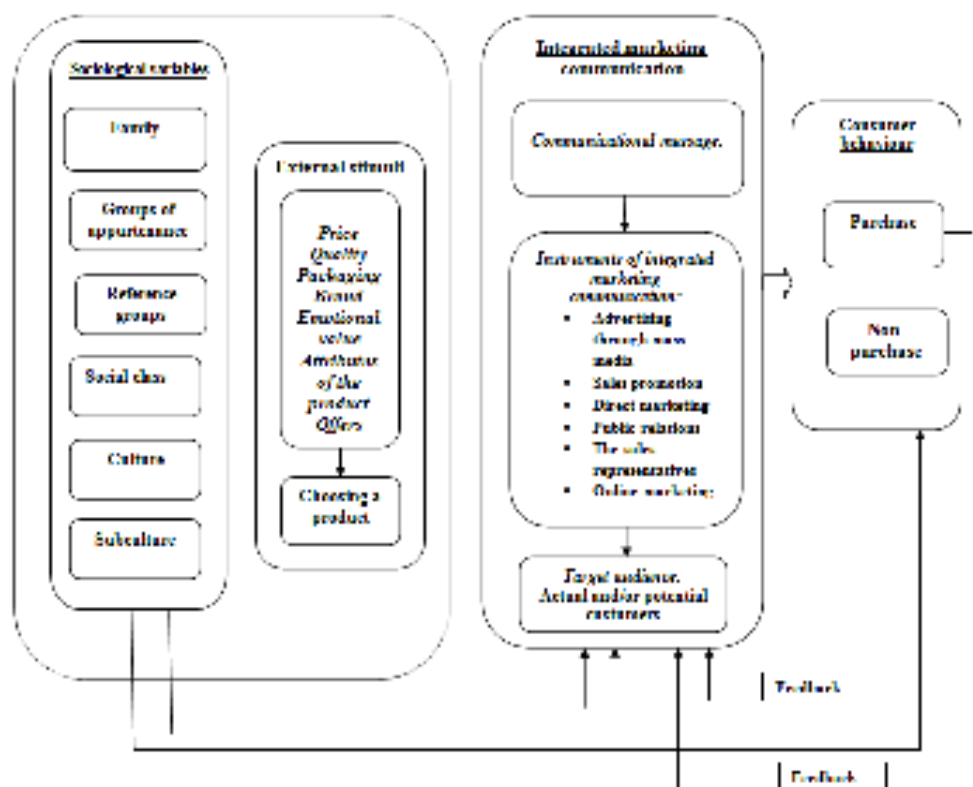 Sociological variables
Family
Groups of
appurtenance
Reference
groups
Social class
Culture
Subculture
External stimuli
Price
Quality
Packaging
Brand
Emotional
value
Attributes
of the
product
Offers
Choosing a
product
Integrated marketing
communication
Communicational message.
Instruments of integrated
marketing
communication:
▪ Advertising
through mass
media
▪ Sales promotion
▪ Direct marketing
▪ Public relations
▪ The sales
representatives
▪ Online marketing
Target audience.
Actual and/or potential
customers
Consumer
behaviour
Purchase
Non
purchase
Feedback
Feedback